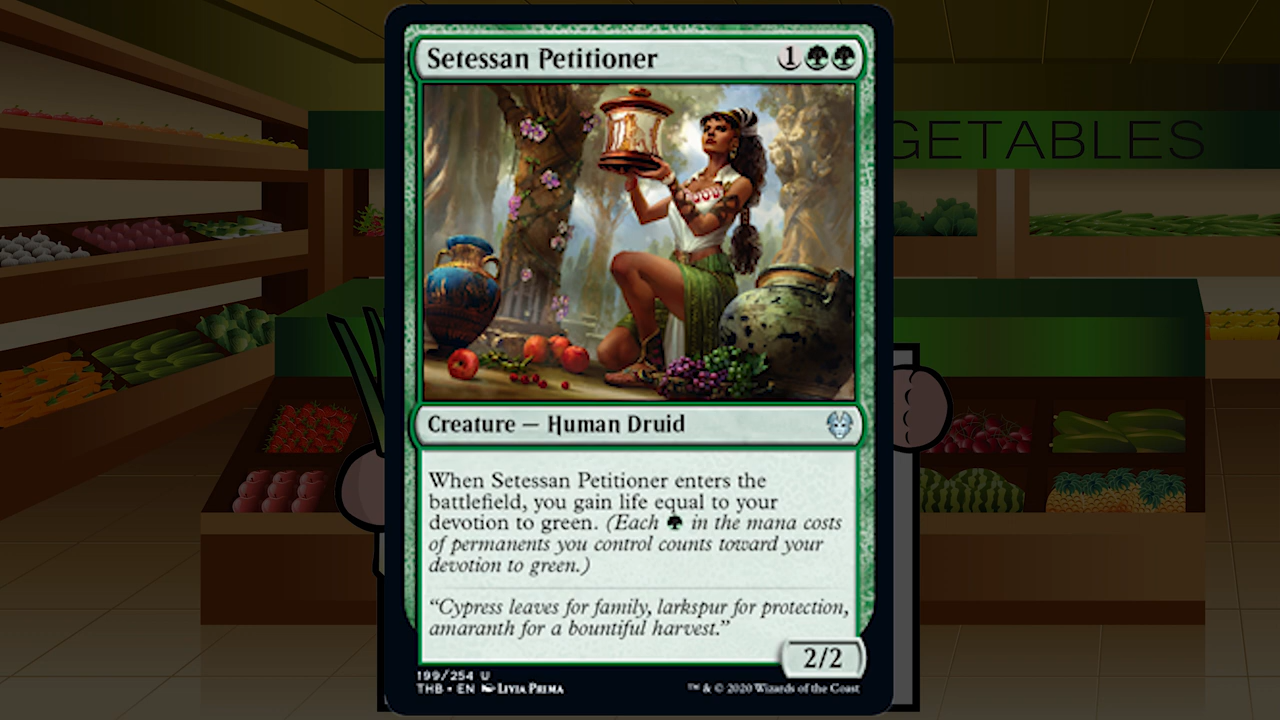 Setessan Petitioner 1
GETABLES
Creature — Human Druid
When Setessan Petitioner enters the
battlefield, you gain life equal to your
devotion to green. (Each in the mana costs
of permanents you control counts toward your
devotion to green.)
“Cypress leaves for family, larkspur for protection,
amaranth for a bountiful harvest.”
2/2
199/254 U
THB • EN Livia Prima
™ & © 2020 Wizards of the Coast